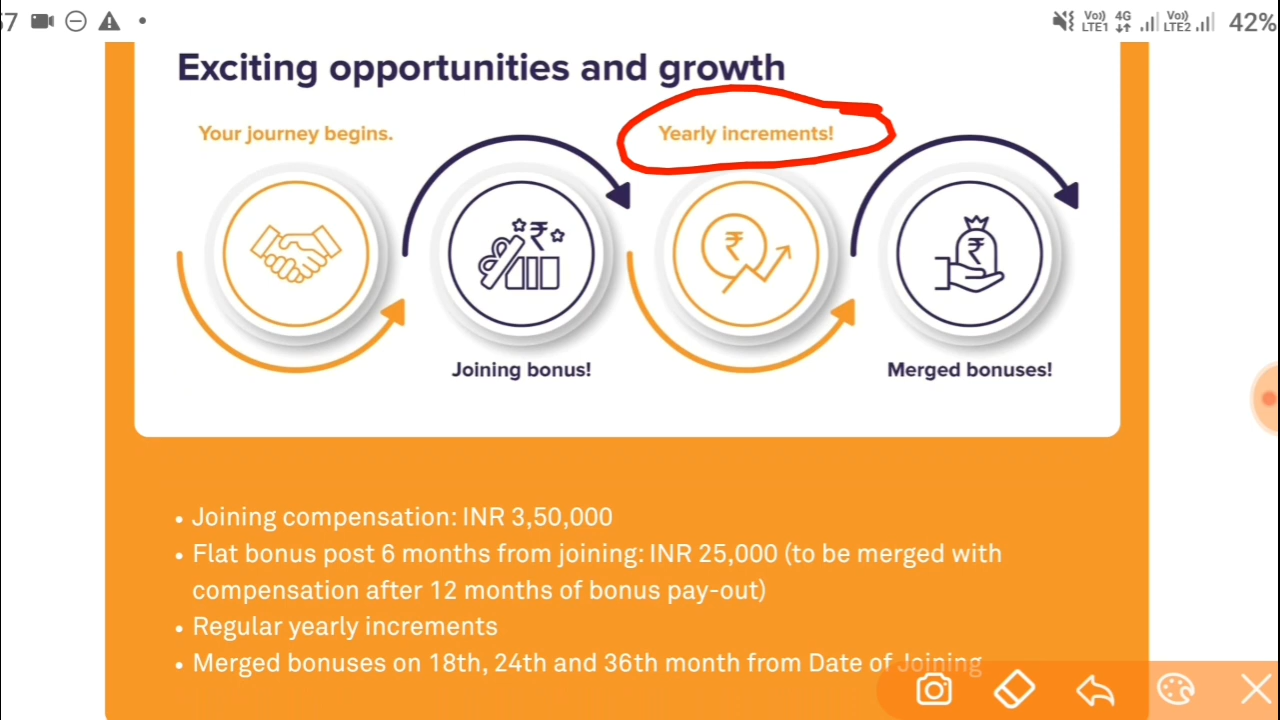 57
Vo) LTE1 4G Vo) LTE2 42%
Exciting opportunities and growth
Your journey begins.
Yearly increments!
Joining bonus!
Merged bonuses!
• Joining compensation: INR 3,50,000
• Flat bonus post 6 months from joining: INR 25,000 (to be merged with
compensation after 12 months of bonus pay-out)
• Regular yearly increments
• Merged bonuses on 18th, 24th and 36th month from Date of Joining